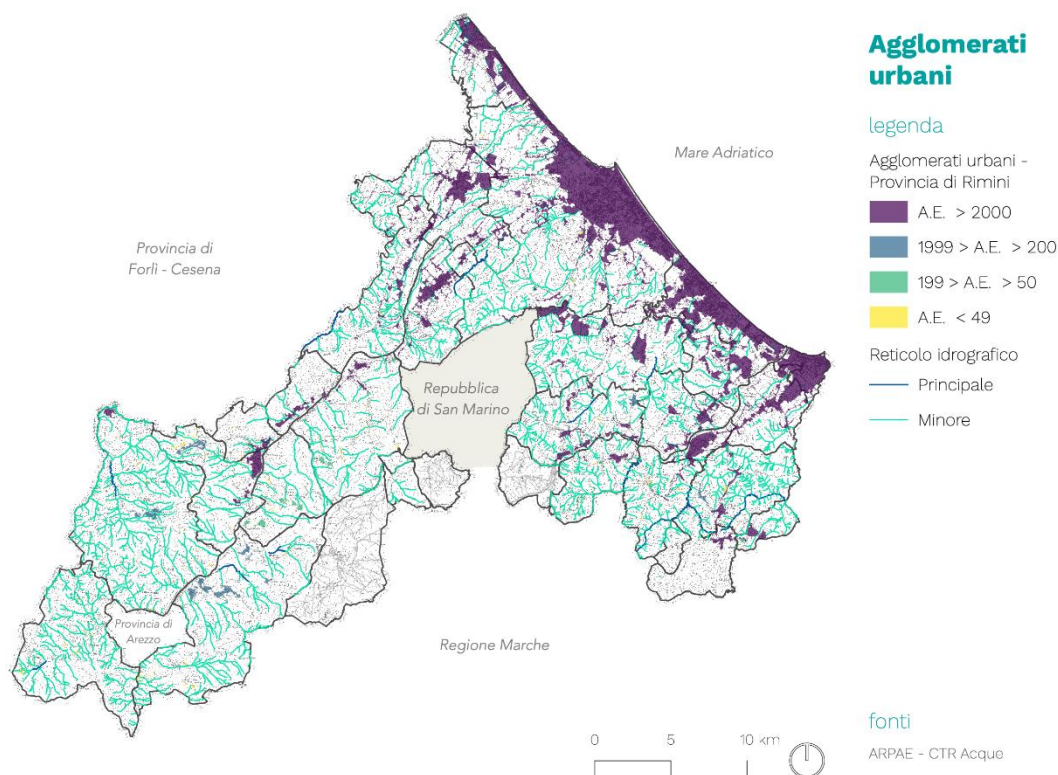 Agglomerati
urbani
legenda
Agglomerati urbani -
Provincia di Rimini
A.E. > 2000
1999 > A.E. > 200
199 > A.E. > 50
A.E. < 49
Reticolo idrografico
Principale
Minore
Mare Adriatico
Provincia di
Forlì - Cesena
Repubblica
di San Marino
Provincia di
Arezzo
Regione Marche
0 5 10 km
fonti
ARPAE - CTR Acque